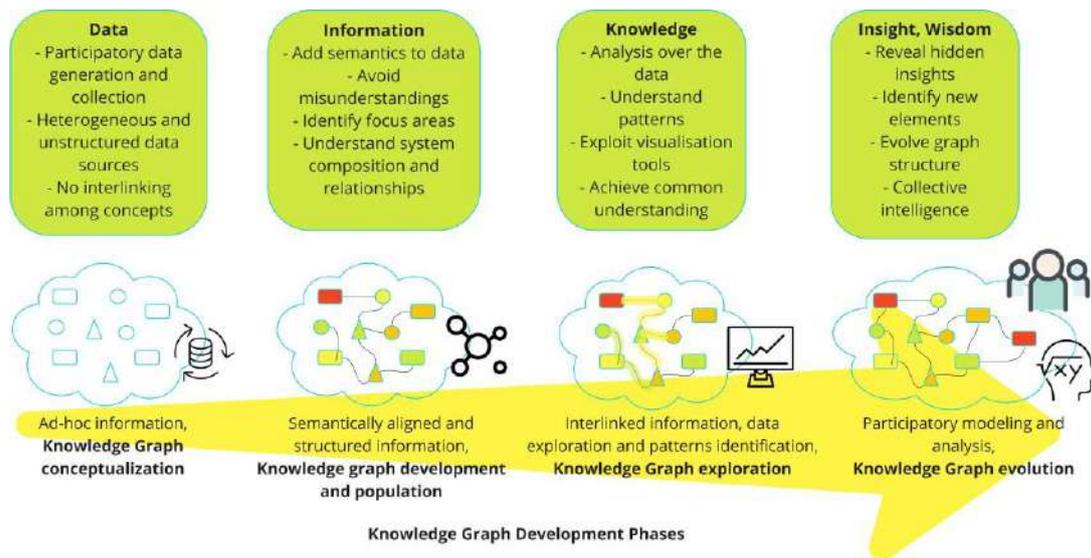 Data
- Participatory data
generation and
collection
- Heterogeneous and
unstructured data
sources
- No interlinking
among concepts
Information
- Add semantics to data
- Avoid
misunderstandings
- Identify focus areas
- Understand system
composition and
relationships
Knowledge
- Analysis over the
data
- Understand
patterns
- Exploit visualisation
tools
- Achieve common
understanding
Insight, Wisdom
- Reveal hidden
insights
- Identify new
elements
- Evolve graph
structure
- Collective
intelligence
√xy
Ad-hoc information,
Knowledge Graph
conceptualization
Semantically aligned and
structured information,
Knowledge graph development
and population
Interlinked information, data
exploration and patterns identification,
Knowledge Graph exploration
Participatory modeling and
analysis,
Knowledge Graph evolution
Knowledge Graph Development Phases